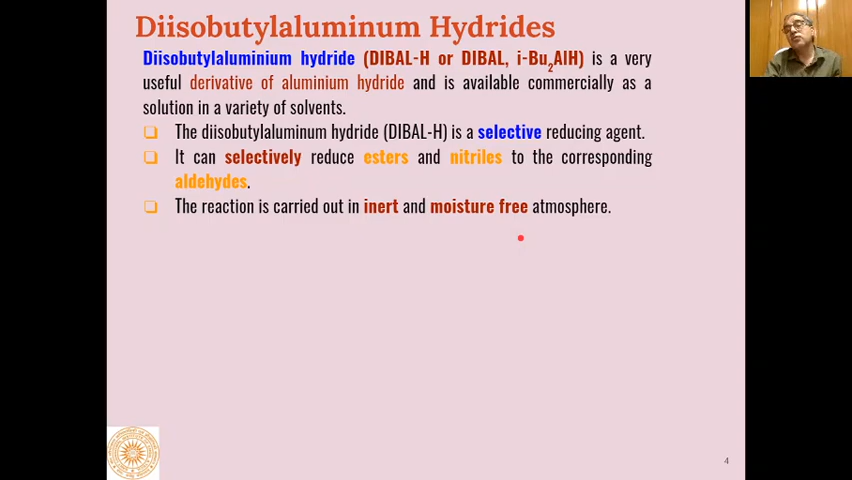 Diisobutylaluminum Hydrides
Diisobutylaluminium hydride (DIBAL-H or DIBAL, i-Bu₂AlH) is a very
useful derivative of aluminium hydride and is available commercially as a
solution in a variety of solvents.
❑ The diisobutylaluminum hydride (DIBAL-H) is a selective reducing agent.
❑ It can selectively reduce esters and nitriles to the corresponding
aldehydes.
❑ The reaction is carried out in inert and moisture free atmosphere.
4